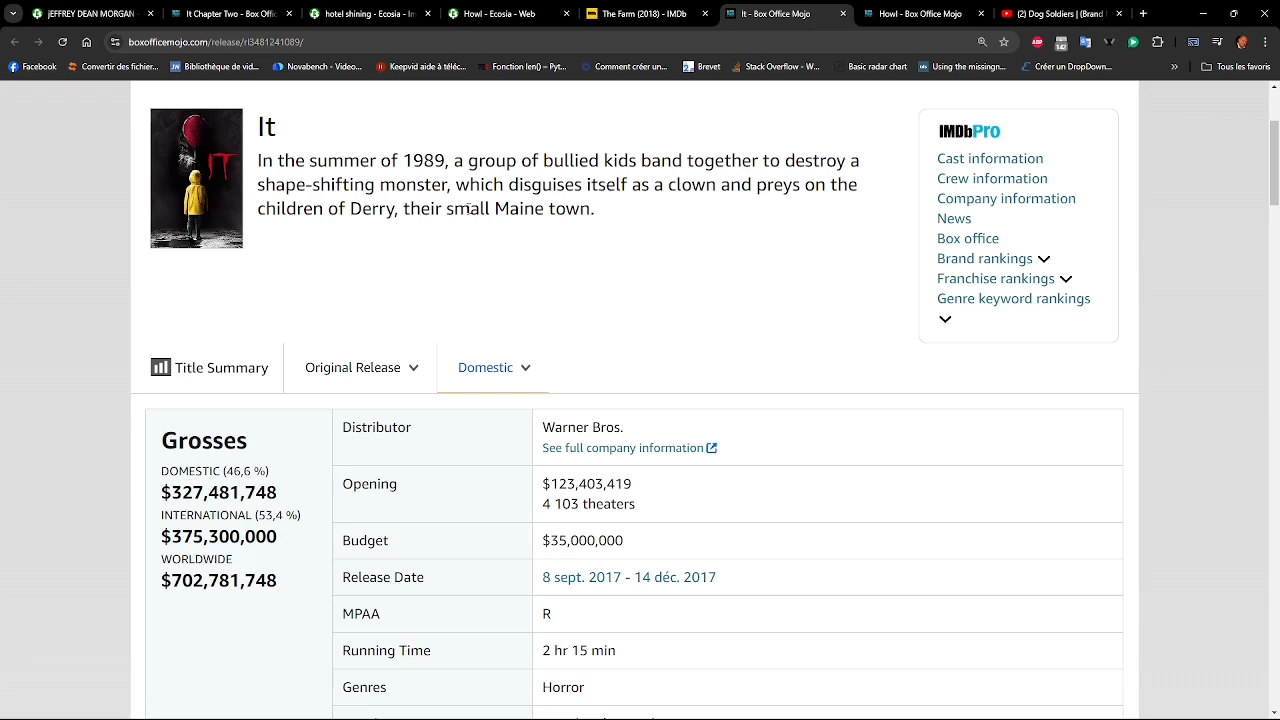 jEFFREY DEAN MORGAN -
It Chapter Two - Box Offic
hotel shining - Ecosia - Im
Howl - Ecosia - Web
The Farm (2018) - IMDb
It - Box Office Mojo
Howl - Box Office Mojo
(2) Dog Soldiers | (Brand N
boxofficemojo.com/release/rl3481241089/
Facebook
Convertir des fichier...
Bibliothèque de vid...
Novabench - Video...
Keepvid aide à téléc...
Fonction len() – Pyt...
Comment créer un...
Brevet
Stack Overflow - W...
Basic radar chart
Using the missingn...
Créer un DropDown...
»
Tous les favoris
IT
It
In the summer of 1989, a group of bullied kids band together to destroy a
shape-shifting monster, which disguises itself as a clown and preys on the
children of Derry, their small Maine town.
IMDbPro
Cast information
Crew information
Company information
News
Box office
Brand rankings
Franchise rankings
Genre keyword rankings
Title Summary
Original Release
Domestic
Grosses
DOMESTIC (46,6 %)
$327,481,748
INTERNATIONAL (53,4 %)
$375,300,000
WORLDWIDE
$702,781,748
Distributor
Warner Bros.
See full company information
Opening
$123,403,419
4 103 theaters
Budget
$35,000,000
Release Date
8 sept. 2017 - 14 déc. 2017
MPAA
R
Running Time
2 hr 15 min
Genres
Horror